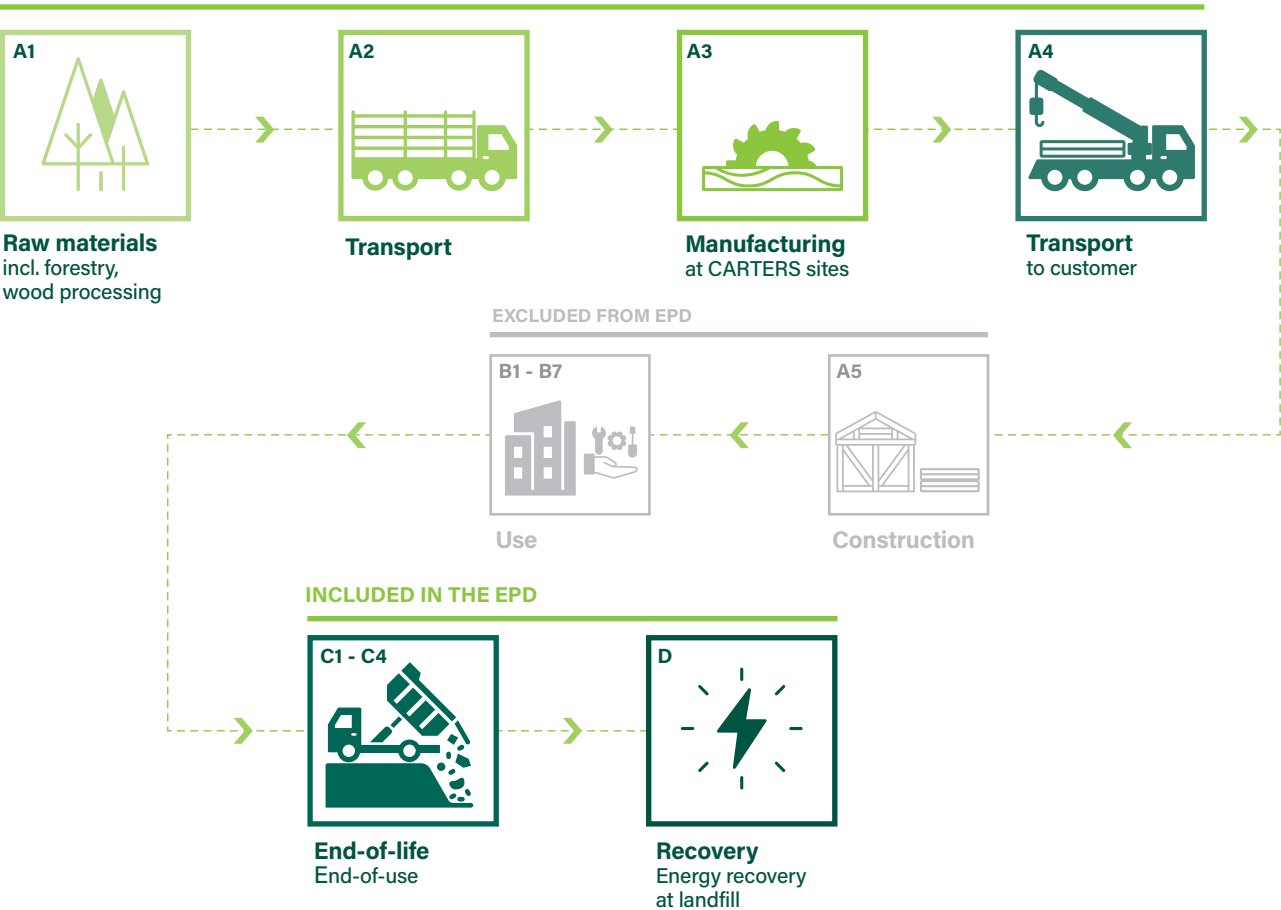 A1
A2
A3
A4
Raw materials
incl. forestry,
wood processing
Transport
Manufacturing
at CARTERS sites
Transport
to customer
EXCLUDED FROM EPD
B1 - B7
A5
Use
Construction
INCLUDED IN THE EPD
C1 - C4
D
End-of-life
End-of-use
Recovery
Energy recovery
at landfill